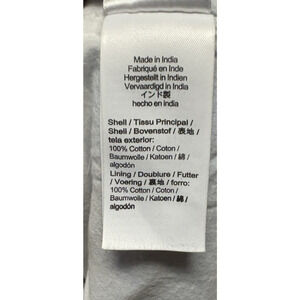 Made in India
Fabriqué en Inde
Hergestellt in Indien
Vervaardigd in India
インド製
hecho en india
Shell / Tissu Principal /
Shell / Bovenstof / 表地 /
tela exterior:
100% Cotton / Coton /
Baumwolle / Katoen / 綿 /
algodón
Lining / Doublure / Futter
/ Voering / 裏地 / forro:
100% Cotton / Coton /
Baumwolle / Katoen / 綿 /
algodón